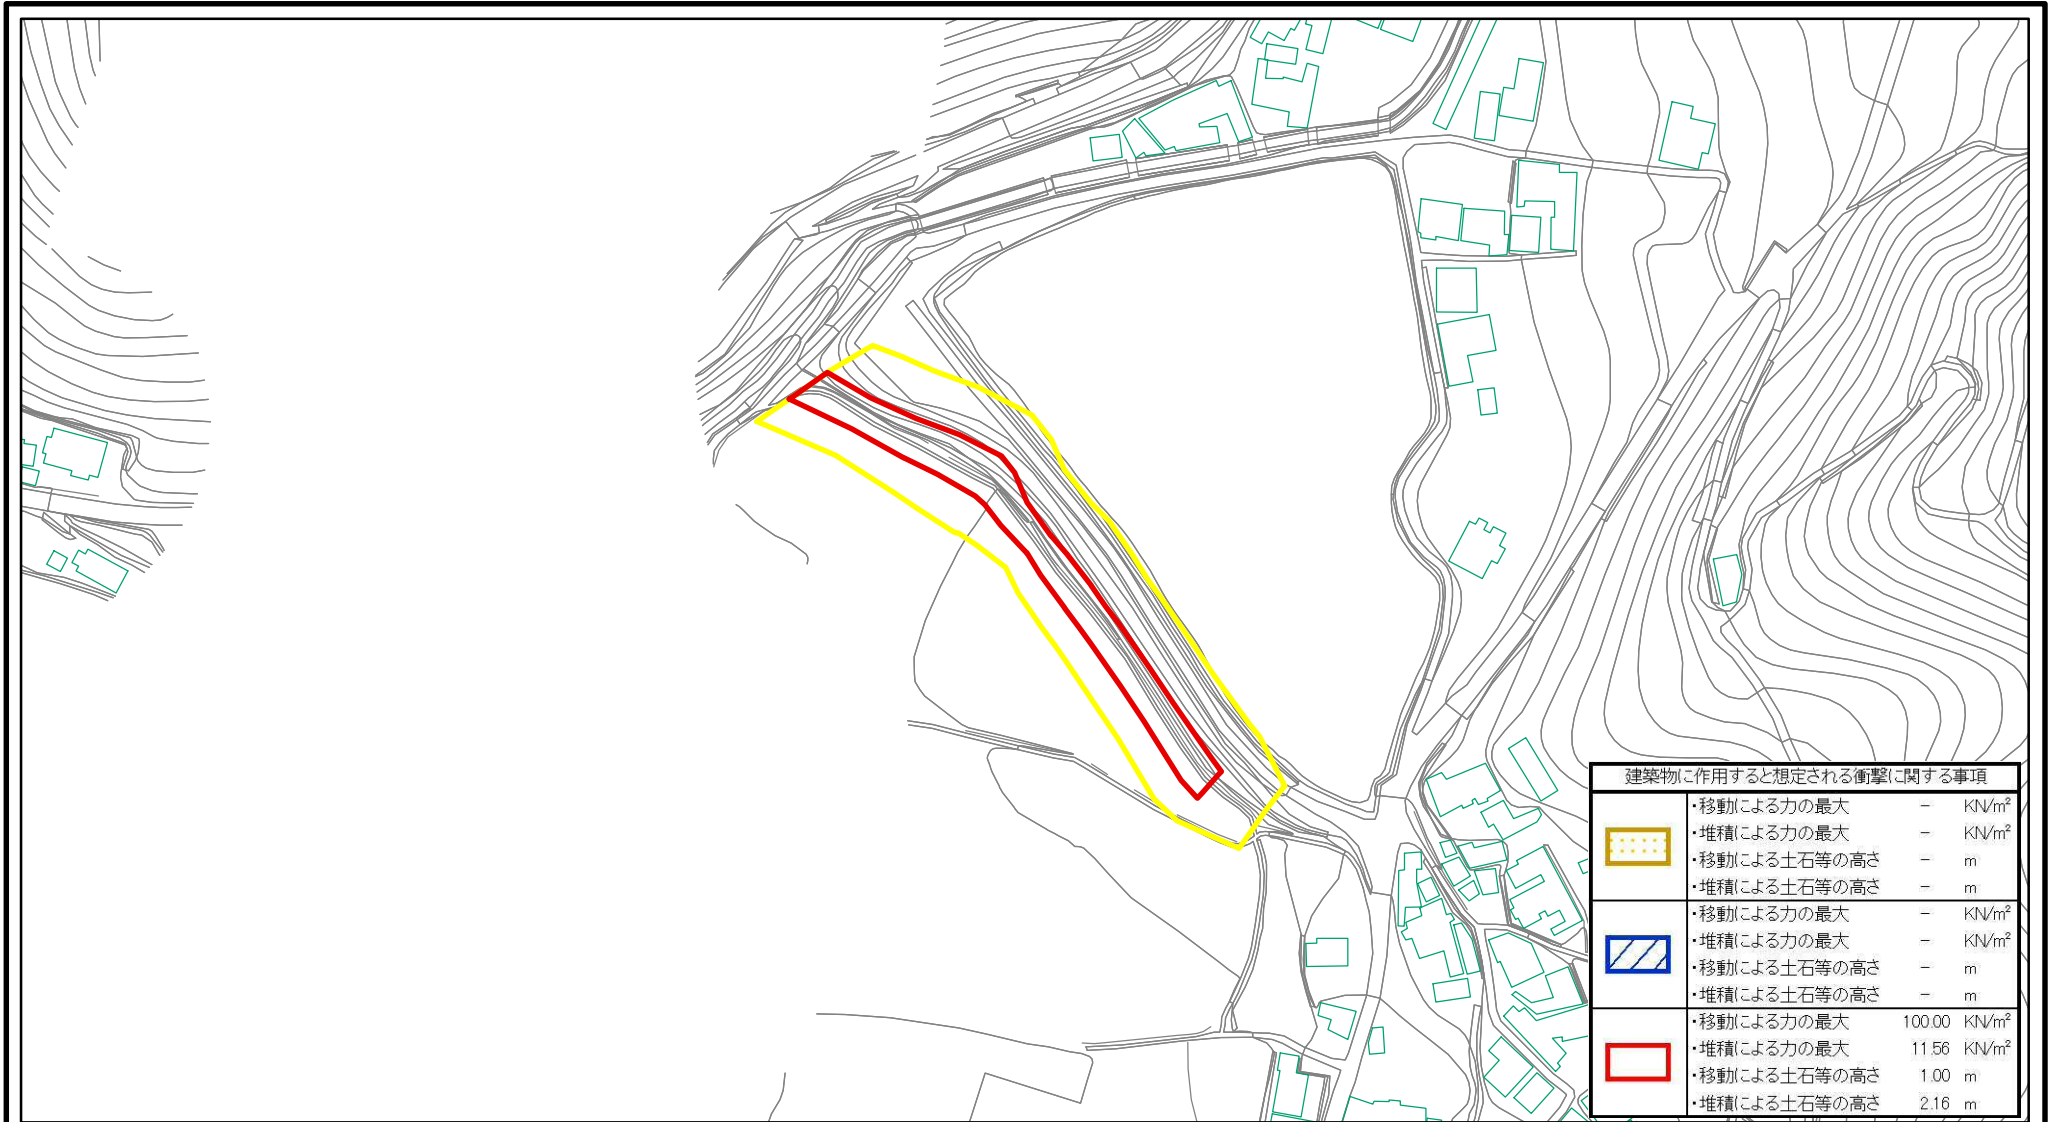 建築物に作用すると想定される衝撃に関する事項
・移動による力の最大 - KN/m²
・堆積による力の最大 - KN/m²
・移動による土石等の高さ - m
・堆積による土石等の高さ - m
・移動による力の最大 - KN/m²
・堆積による力の最大 - KN/m²
・移動による土石等の高さ - m
・堆積による土石等の高さ - m
・移動による力の最大 100.00 KN/m²
・堆積による力の最大 11.56 KN/m²
・移動による土石等の高さ 1.00 m
・堆積による土石等の高さ 2.16 m